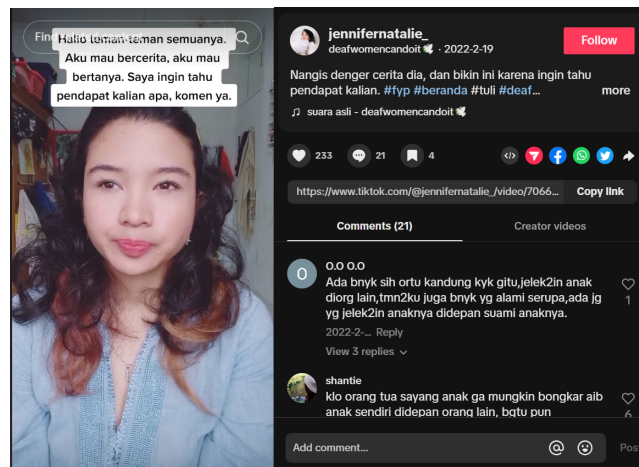 Find
Hallo teman-teman semuanya.
Aku mau bercerita, aku mau
bertanya. Saya ingin tahu
pendapat kalian apa, komen ya.
jennifernatalie_
deafwomencandoit🕊 · 2022-2-19
Follow
Nangis denger cerita dia, dan bikin ini karena ingin tahu
pendapat kalian. #fyp #beranda #tuli #deaf...
more
♫ suara asli - deafwomencandoit🕊
233
21
4
https://www.tiktok.com/@jennifernatalie_/video/7066...
Copy link
Comments (21)
Creator videos
O
o.o o.o
Ada bnyk sih ortu kandung kyk gitu,jelek2in anak
diorg lain,tmn2ku juga bnyk yg alami serupa,ada jg
yg jelek2in anaknya didepan suami anaknya.
1
2022-2-... Reply
View 3 replies
shantie
klo orang tua sayang anak ga mungkin bongkar aib
anak sendiri didepan orang lain, bgtu pun
6
Add comment...
Pos